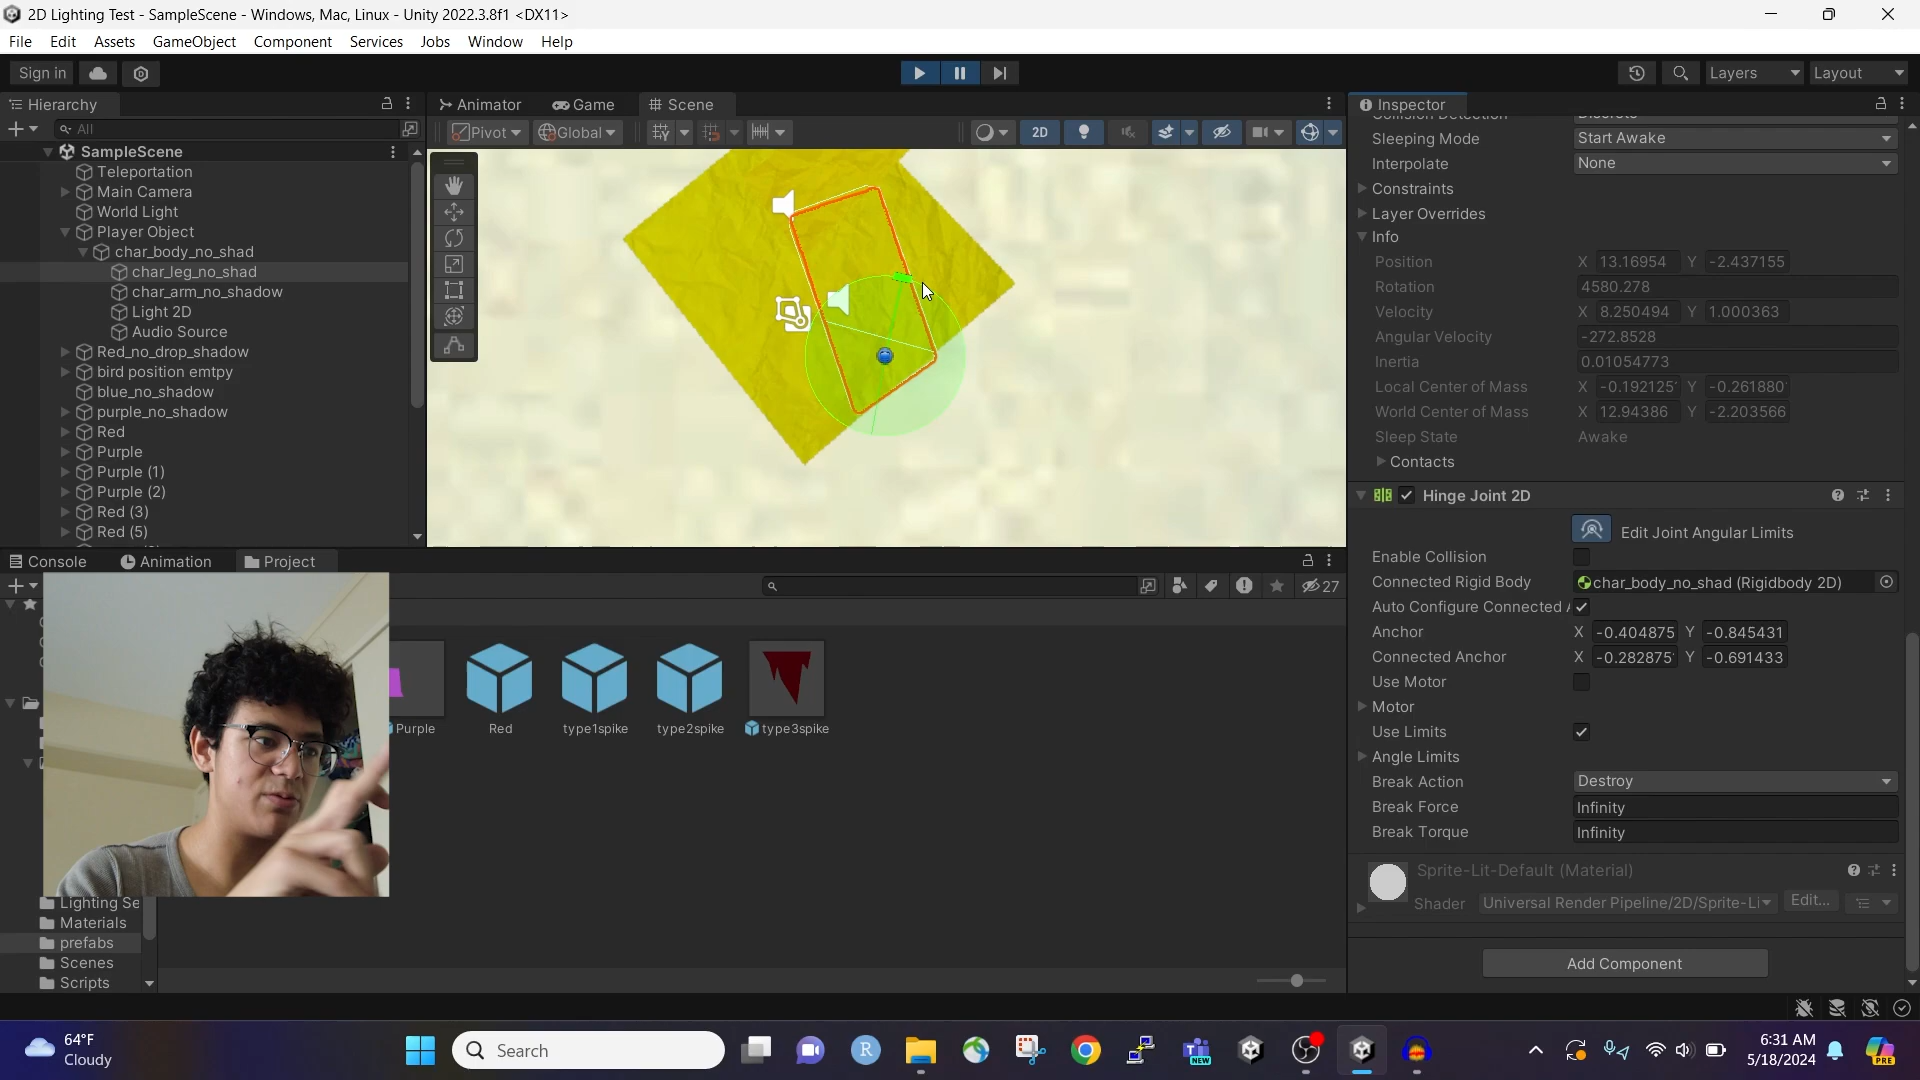 2D Lighting Test - SampleScene - Windows, Mac, Linux - Unity 2022.3.8f1 <DX11>
File Edit Assets GameObject Component Services Jobs Window Help
Sign in
Layers Layout
Hierarchy
All
SampleScene
Teleportation
Main Camera
World Light
Player Object
char_body_no_shad
char_leg_no_shad
char_arm_no_shadow
Light 2D
Audio Source
Red_no_drop_shadow
bird position emtpy
blue_no_shadow
purple_no_shadow
Red
Purple
Purple (1)
Purple (2)
Red (3)
Red (5)
Animator Game Scene
Pivot Global 2D
Inspector
Sleeping Mode Start Awake
Interpolate None
Constraints
Layer Overrides
Info
Position X 13.16954 Y -2.437155
Rotation 4580.278
Velocity X 8.250494 Y 1.000363
Angular Velocity -272.8528
Inertia 0.01054773
Local Center of Mass X -0.192125 Y -0.261880
World Center of Mass X 12.94386 Y -2.203566
Sleep State Awake
Contacts
Hinge Joint 2D
Edit Joint Angular Limits
Enable Collision
Connected Rigid Body char_body_no_shad (Rigidbody 2D)
Auto Configure Connected
Anchor X -0.404875 Y -0.845431
Connected Anchor X -0.282875 Y -0.691433
Use Motor
Motor
Use Limits
Angle Limits
Break Action Destroy
Break Force Infinity
Break Torque Infinity
Sprite-Lit-Default (Material)
Shader Universal Render Pipeline/2D/Sprite-Li Edit...
Add Component
Console Animation Project
27
Purple Red type1spike type2spike type3spike
Lighting Se
Materials
prefabs
Scenes
Scripts
64°F
Cloudy
Search
R
NEW
6:31 AM
5/18/2024
PRE